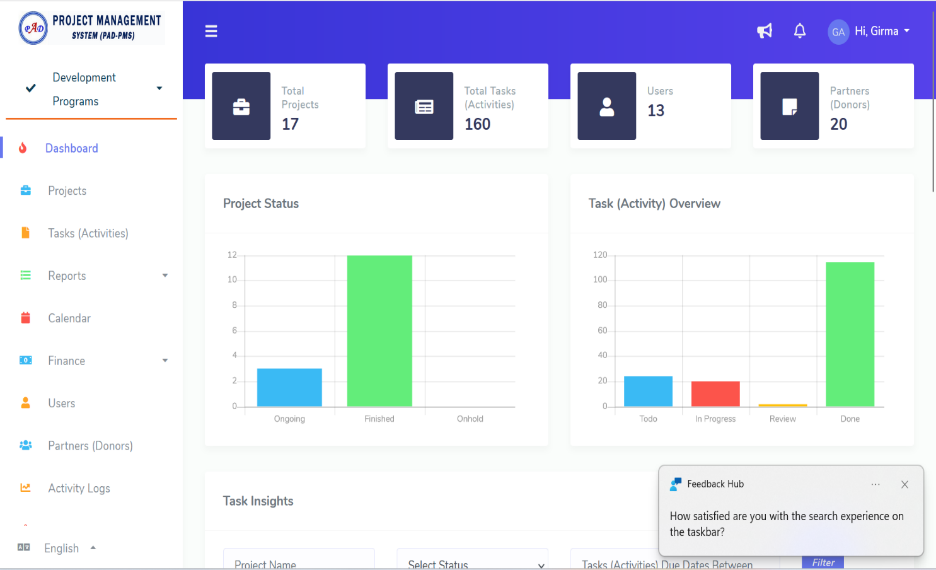 PAD
PROJECT MANAGEMENT
SYSTEM (PAD-PMS)
Development
Programs
Dashboard
Projects
Tasks (Activities)
Reports
Calendar
Finance
Users
Partners (Donors)
Activity Logs
English
GA
Hi, Girma
Total
Projects
17
Total Tasks
(Activities)
160
Users
13
Partners
(Donors)
20
Project Status
12
10
8
6
4
2
0
Ongoing
Finished
Onhold
Task (Activity) Overview
120
100
80
60
40
20
0
Todo
In Progress
Review
Done
Task Insights
Project Name
Select Status
Tasks (Activities) Due Dates Between
Filter
Feedback Hub
How satisfied are you with the search experience on
the taskbar?